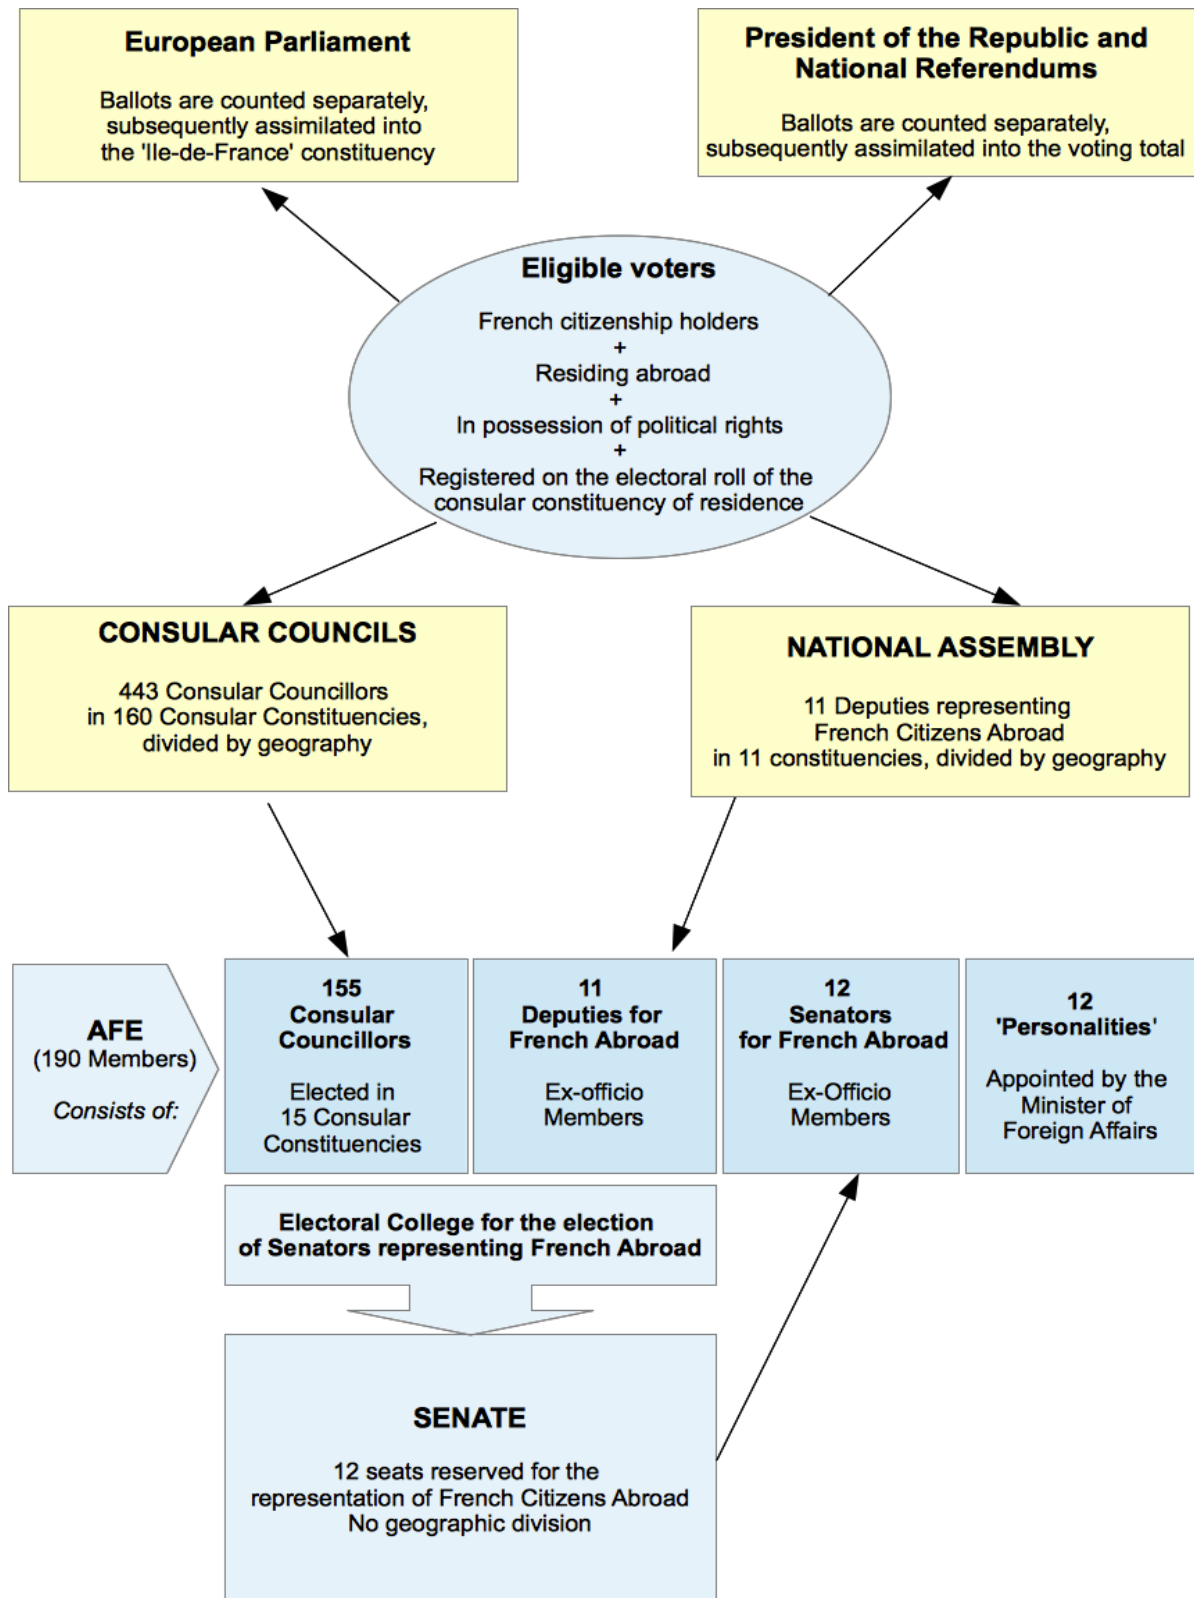 European Parliament
Ballots are counted separately,
subsequently assimilated into
the 'Ile-de-France' constituency
President of the Republic and
National Referendums
Ballots are counted separately,
subsequently assimilated into the voting total
Eligible voters
French citizenship holders
+
Residing abroad
+
In possession of political rights
+
Registered on the electoral roll of the
consular constituency of residence
CONSULAR COUNCILS
443 Consular Councillors
in 160 Consular Constituencies,
divided by geography
NATIONAL ASSEMBLY
11 Deputies representing
French Citizens Abroad
in 11 constituencies, divided by geography
AFE
(190 Members)
Consists of:
155
Consular
Councillors
Elected in
15 Consular
Constituencies
11
Deputies for
French Abroad
Ex-officio
Members
12
Senators
for French Abroad
Ex-Officio
Members
12
'Personalities'
Appointed by the
Minister of
Foreign Affairs
Electoral College for the election
of Senators representing French Abroad
SENATE
12 seats reserved for the
representation of French Citizens Abroad
No geographic division